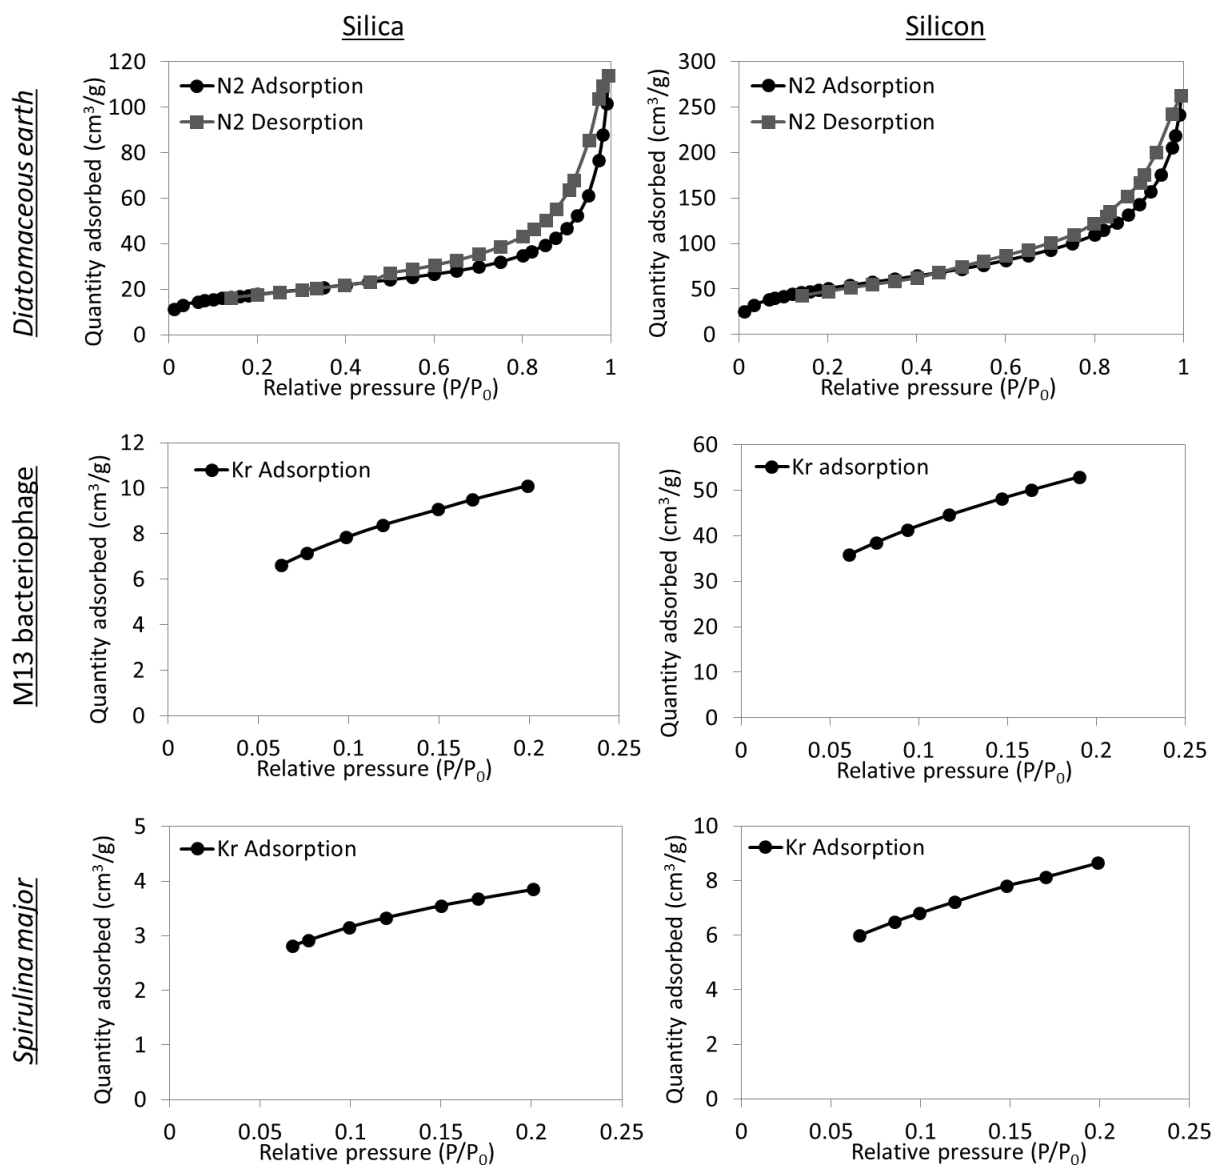 Silica
Silicon
Diatomaceous earth
Quantity adsorbed (cm³/g)
120
100
80
60
40
20
0
N2 Adsorption
N2 Desorption
0 0.2 0.4 0.6 0.8 1
Relative pressure (P/P₀)
Quantity adsorbed (cm³/g)
300
250
200
150
100
50
0
N2 Adsorption
N2 Desorption
0 0.2 0.4 0.6 0.8 1
Relative pressure (P/P₀)
M13 bacteriophage
Quantity adsorbed (cm³/g)
12
10
8
6
4
2
0
Kr Adsorption
0 0.05 0.1 0.15 0.2 0.25
Relative pressure (P/P₀)
Quantity adsorbed (cm³/g)
60
50
40
30
20
10
0
Kr adsorption
0 0.05 0.1 0.15 0.2 0.25
Relative pressure (P/P₀)
Spirulina major
Quantity adsorbed (cm³/g)
5
4
3
2
1
0
Kr Adsorption
0 0.05 0.1 0.15 0.2 0.25
Relative pressure (P/P₀)
Quantity adsorbed (cm³/g)
10
8
6
4
2
0
Kr Adsorption
0 0.05 0.1 0.15 0.2 0.25
Relative pressure (P/P₀)